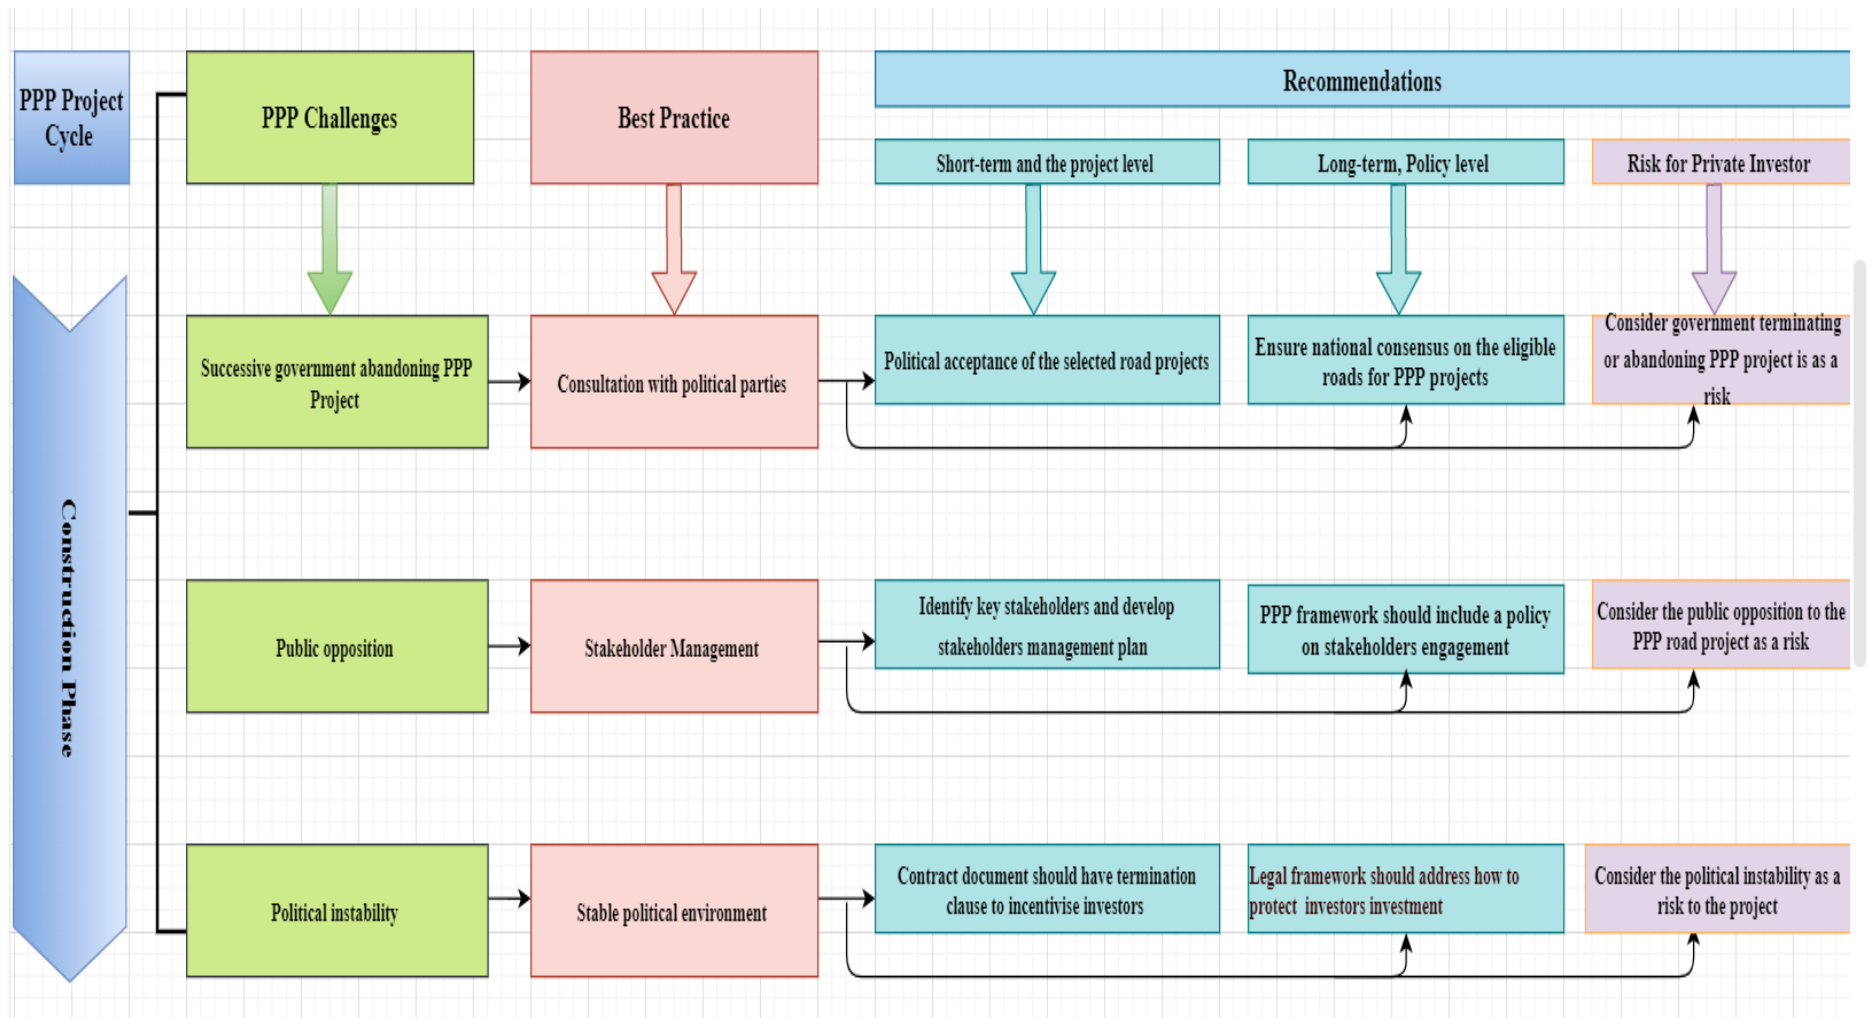 PPP Project
Cycle
PPP Challenges
Best Practice
Recommendations
Short-term and the project level
Long-term, Policy level
Risk for Private Investor
Construction Phase
Successive government abandoning PPP
Project
Consultation with political parties
Political acceptance of the selected road projects
Ensure national consensus on the eligible
roads for PPP projects
Consider government terminating
or abandoning PPP project is as a
risk
Public opposition
Stakeholder Management
Identify key stakeholders and develop
stakeholders management plan
PPP framework should include a policy
on stakeholders engagement
Consider the public opposition to the
PPP road project as a risk
Political instability
Stable political environment
Contract document should have termination
clause to incentivise investors
Legal framework should address how to
protect investors investment
Consider the political instability as a
risk to the project